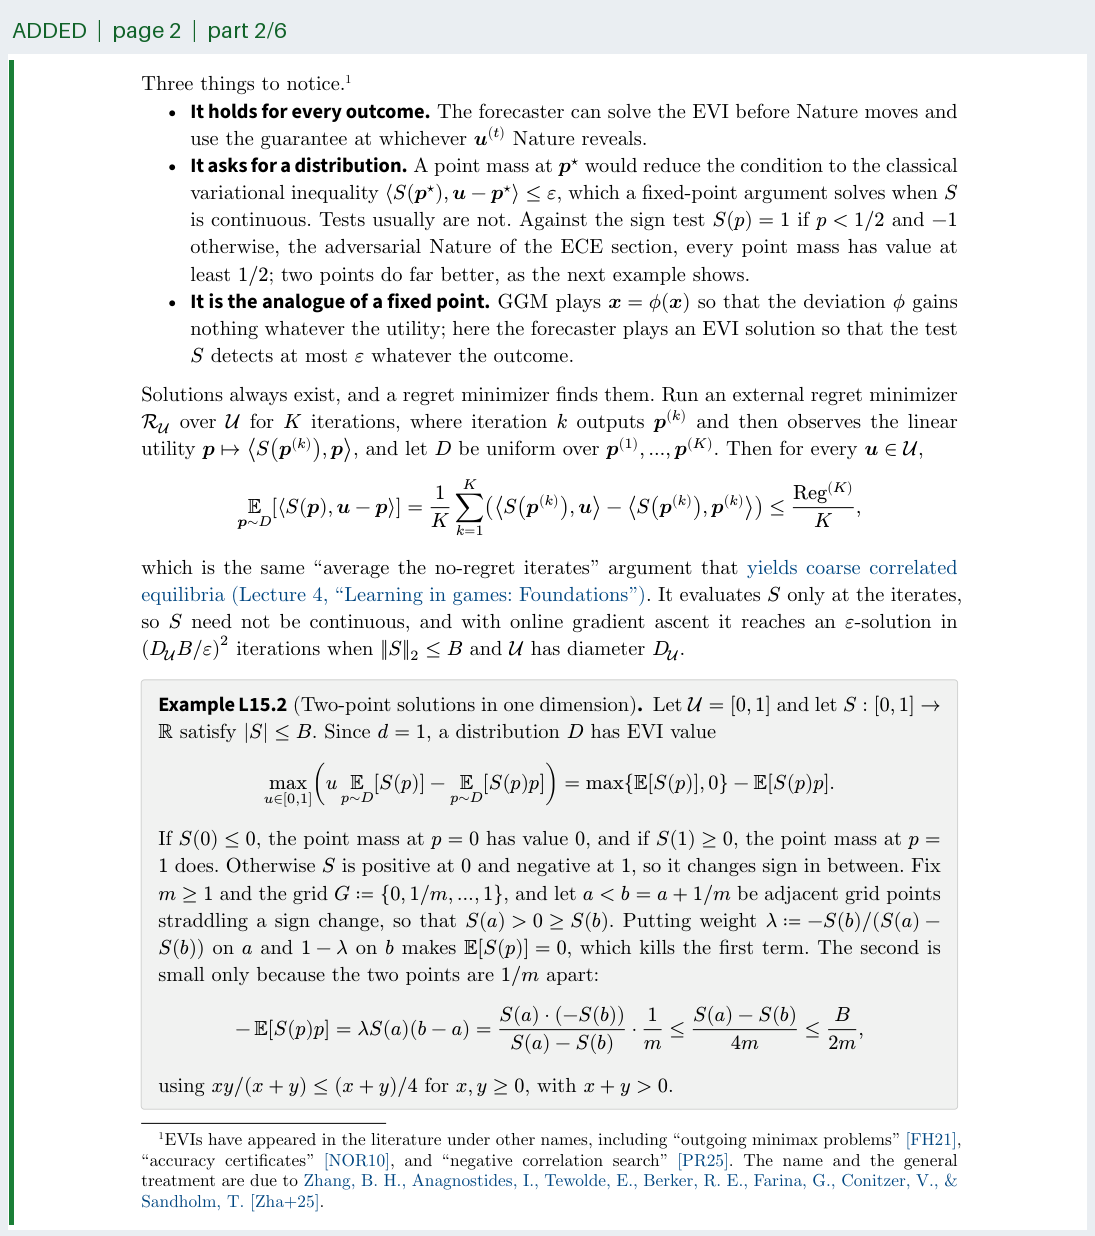 ADDED | page 2 | part 2/6
Three things to notice.¹
• It holds for every outcome. The forecaster can solve the EVI before Nature moves and
use the guarantee at whichever 𝒖⁽ᵗ⁾ Nature reveals.
• It asks for a distribution. A point mass at 𝒑⋆ would reduce the condition to the classical
variational inequality ⟨S(𝒑⋆), 𝒖 − 𝒑⋆⟩ ≤ ε, which a fixed-point argument solves when S
is continuous. Tests usually are not. Against the sign test S(p) = 1 if p < 1/2 and −1
otherwise, the adversarial Nature of the ECE section, every point mass has value at
least 1/2; two points do far better, as the next example shows.
• It is the analogue of a fixed point. GGM plays 𝒙 = ϕ(𝒙) so that the deviation ϕ gains
nothing whatever the utility; here the forecaster plays an EVI solution so that the test
S detects at most ε whatever the outcome.
Solutions always exist, and a regret minimizer finds them. Run an external regret minimizer
ℛ_𝒰 over 𝒰 for K iterations, where iteration k outputs 𝒑⁽ᵏ⁾ and then observes the linear
utility 𝒑 ↦ ⟨S(𝒑⁽ᵏ⁾), 𝒑⟩, and let D be uniform over 𝒑⁽¹⁾, ..., 𝒑⁽ᴷ⁾. Then for every 𝒖 ∈ 𝒰,
𝔼_{𝒑∼D}[⟨S(𝒑), 𝒖 − 𝒑⟩] = 1/K ∑_{k=1}^{K} (⟨S(𝒑⁽ᵏ⁾), 𝒖⟩ − ⟨S(𝒑⁽ᵏ⁾), 𝒑⁽ᵏ⁾⟩) ≤ Reg⁽ᴷ⁾/K,
which is the same “average the no-regret iterates” argument that yields coarse correlated
equilibria (Lecture 4, “Learning in games: Foundations”). It evaluates S only at the iterates,
so S need not be continuous, and with online gradient ascent it reaches an ε-solution in
(D_𝒰B/ε)² iterations when ‖S‖₂ ≤ B and 𝒰 has diameter D_𝒰.
Example L15.2 (Two-point solutions in one dimension). Let 𝒰 = [0, 1] and let S : [0, 1] →
ℝ satisfy |S| ≤ B. Since d = 1, a distribution D has EVI value
max_{u∈[0,1]} (u 𝔼_{p∼D}[S(p)] − 𝔼_{p∼D}[S(p)p]) = max{𝔼[S(p)], 0} − 𝔼[S(p)p].
If S(0) ≤ 0, the point mass at p = 0 has value 0, and if S(1) ≥ 0, the point mass at p =
1 does. Otherwise S is positive at 0 and negative at 1, so it changes sign in between. Fix
m ≥ 1 and the grid G ≔ {0, 1/m, ..., 1}, and let a < b = a + 1/m be adjacent grid points
straddling a sign change, so that S(a) > 0 ≥ S(b). Putting weight λ ≔ −S(b)/(S(a) −
S(b)) on a and 1 − λ on b makes 𝔼[S(p)] = 0, which kills the first term. The second is
small only because the two points are 1/m apart:
− 𝔼[S(p)p] = λS(a)(b − a) = S(a) · (−S(b))/(S(a) − S(b)) · 1/m ≤ (S(a) − S(b))/4m ≤ B/2m,
using xy/(x + y) ≤ (x + y)/4 for x, y ≥ 0, with x + y > 0.
¹EVIs have appeared in the literature under other names, including “outgoing minimax problems” [FH21],
“accuracy certificates” [NOR10], and “negative correlation search” [PR25]. The name and the general
treatment are due to Zhang, B. H., Anagnostides, I., Tewolde, E., Berker, R. E., Farina, G., Conitzer, V., &
Sandholm, T. [Zha+25].